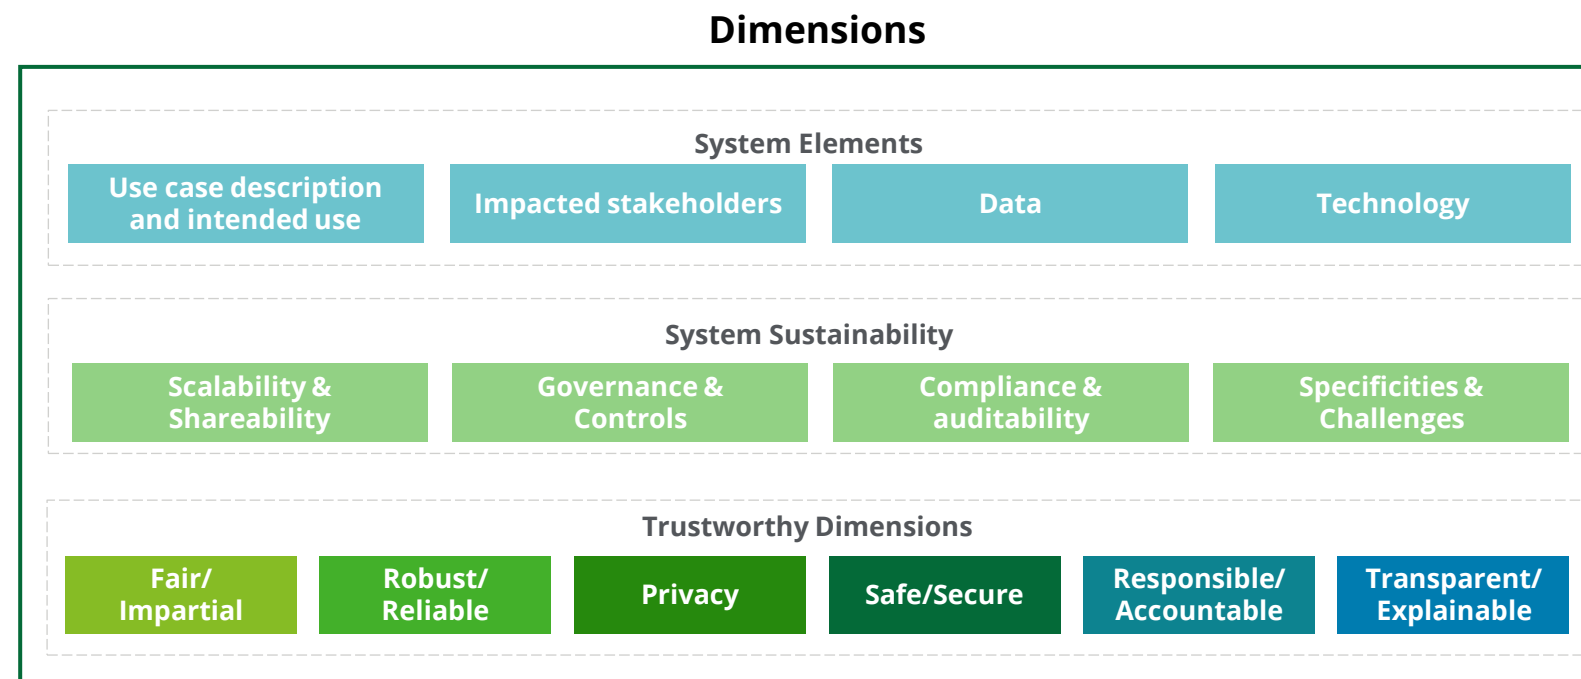 Dimensions
System Elements
Use case description
and intended use
Impacted stakeholders
Data
Technology
System Sustainability
Scalability &
Shareability
Governance &
Controls
Compliance &
auditability
Specificities &
Challenges
Trustworthy Dimensions
Fair/
Impartial
Robust/
Reliable
Privacy
Safe/Secure
Responsible/
Accountable
Transparent/
Explainable